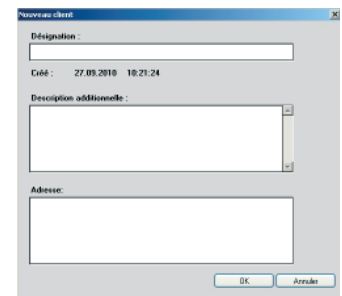 Nouveau client
Désignation :
Créé : 27.09.2010 10:21:24
Description additionnelle :
Adresse:
OK Annuler